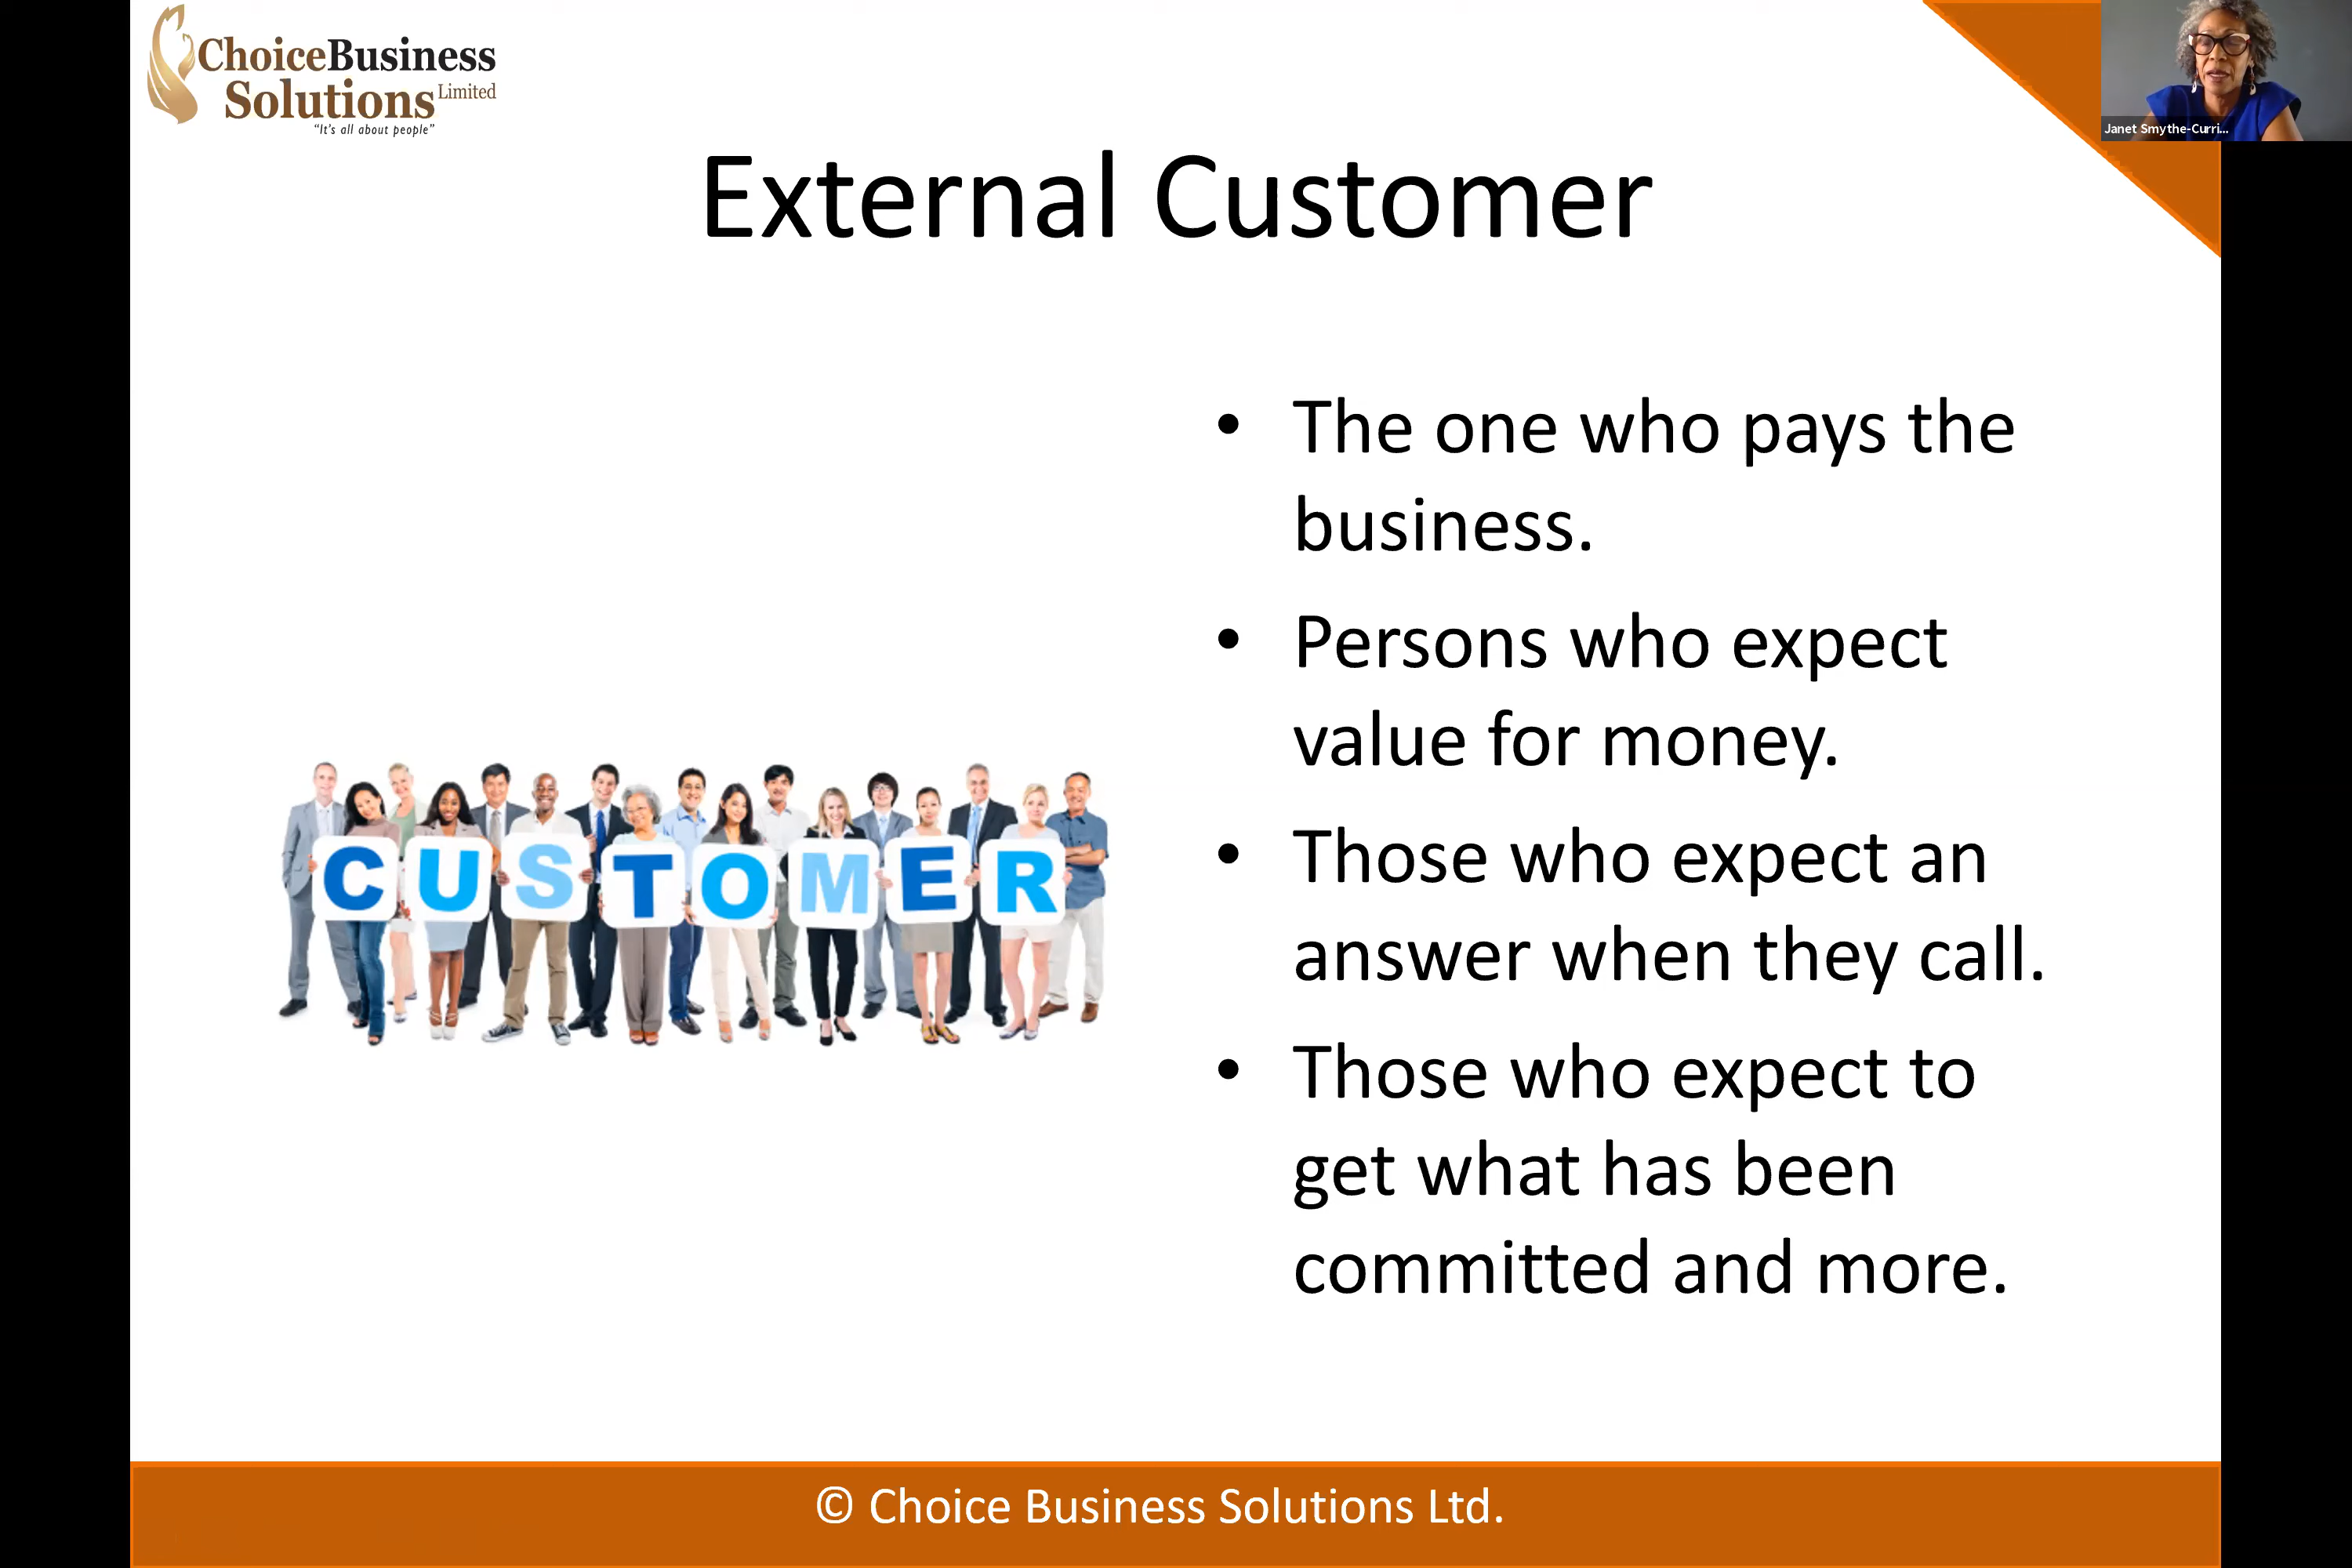 ChoiceBusiness
Solutions Limited
"It's all about people"
Janet Smythe-Curri...
External Customer
• The one who pays the
business.
• Persons who expect
value for money.
• Those who expect an
answer when they call.
• Those who expect to
get what has been
committed and more.
CUSTOMER
© Choice Business Solutions Ltd.